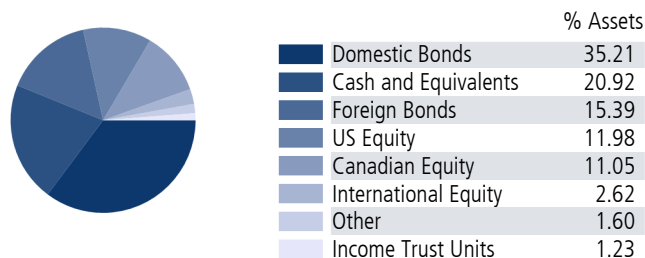 % Assets
Domestic Bonds 35.21
Cash and Equivalents 20.92
Foreign Bonds 15.39
US Equity 11.98
Canadian Equity 11.05
International Equity 2.62
Other 1.60
Income Trust Units 1.23